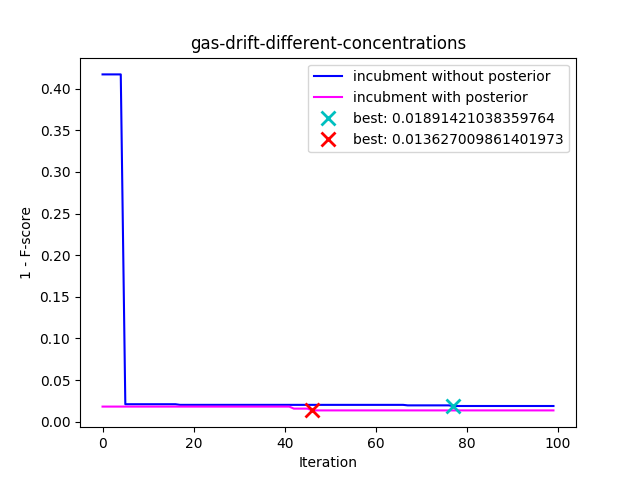 gas-drift-different-concentrations
incubment without posterior
incubment with posterior
best: 0.01891421038359764
best: 0.013627009861401973
0.40
0.35
0.30
0.25
0.20
0.15
0.10
0.05
0.00
1 - F-score
0 20 40 60 80 100
Iteration